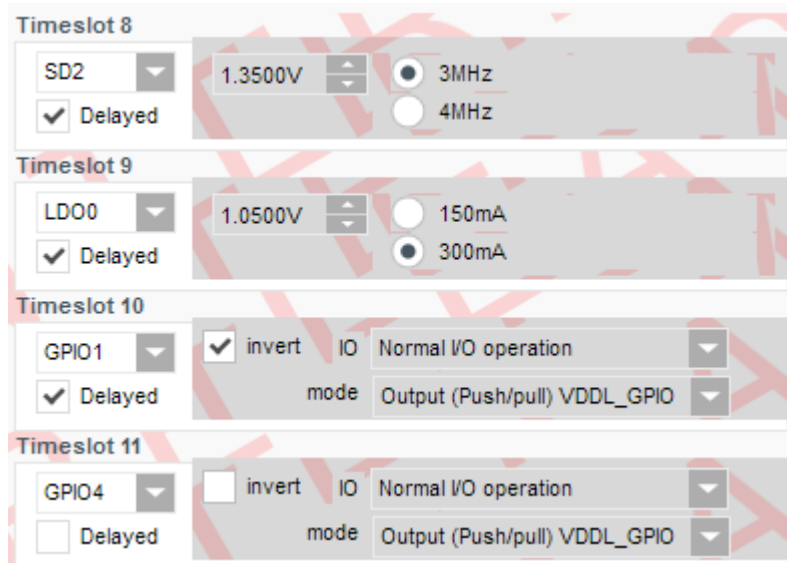 Timeslot 8
SD2 1.3500V 3MHz
Delayed 4MHz
Timeslot 9
LDO0 1.0500V 150mA
Delayed 300mA
Timeslot 10
GPIO1 invert IO Normal I/O operation
Delayed mode Output (Push/pull) VDDL_GPIO
Timeslot 11
GPIO4 invert IO Normal I/O operation
Delayed mode Output (Push/pull) VDDL_GPIO